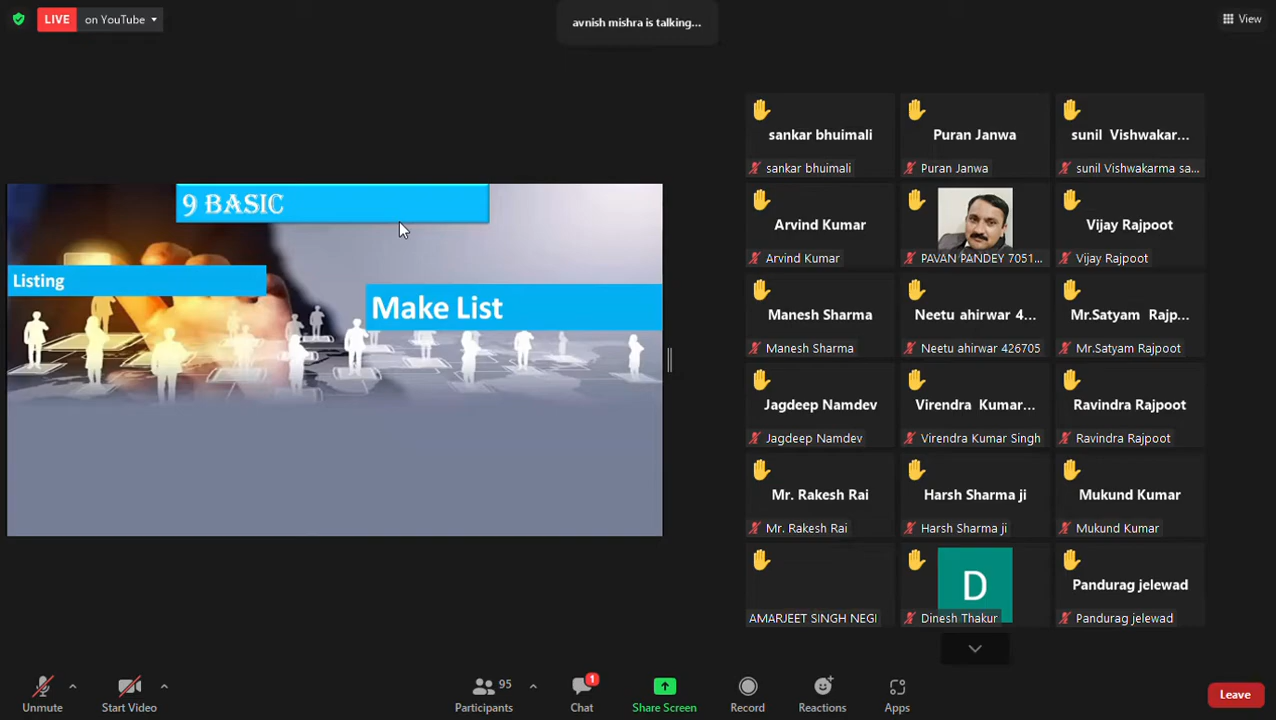 LIVE on YouTube
avnish mishra is talking...
View
9 BASIC
Listing
Make List
sankar bhuimali
sankar bhuimali
Puran Janwa
Puran Janwa
sunil Vishwakar...
sunil Vishwakarma sa...
Arvind Kumar
Arvind Kumar
PAVAN PANDEY 7051...
Vijay Rajpoot
Vijay Rajpoot
Manesh Sharma
Manesh Sharma
Neetu ahirwar 4...
Neetu ahirwar 426705
Mr.Satyam Rajp...
Mr.Satyam Rajpoot
Jagdeep Namdev
Jagdeep Namdev
Virendra Kumar...
Virendra Kumar Singh
Ravindra Rajpoot
Ravindra Rajpoot
Mr. Rakesh Rai
Mr. Rakesh Rai
Harsh Sharma ji
Harsh Sharma ji
Mukund Kumar
Mukund Kumar
AMARJEET SINGH NEGI
D
Dinesh Thakur
Pandurag jelewad
Pandurag jelewad
Unmute
Start Video
95
Participants
1
Chat
Share Screen
Record
Reactions
Apps
Leave